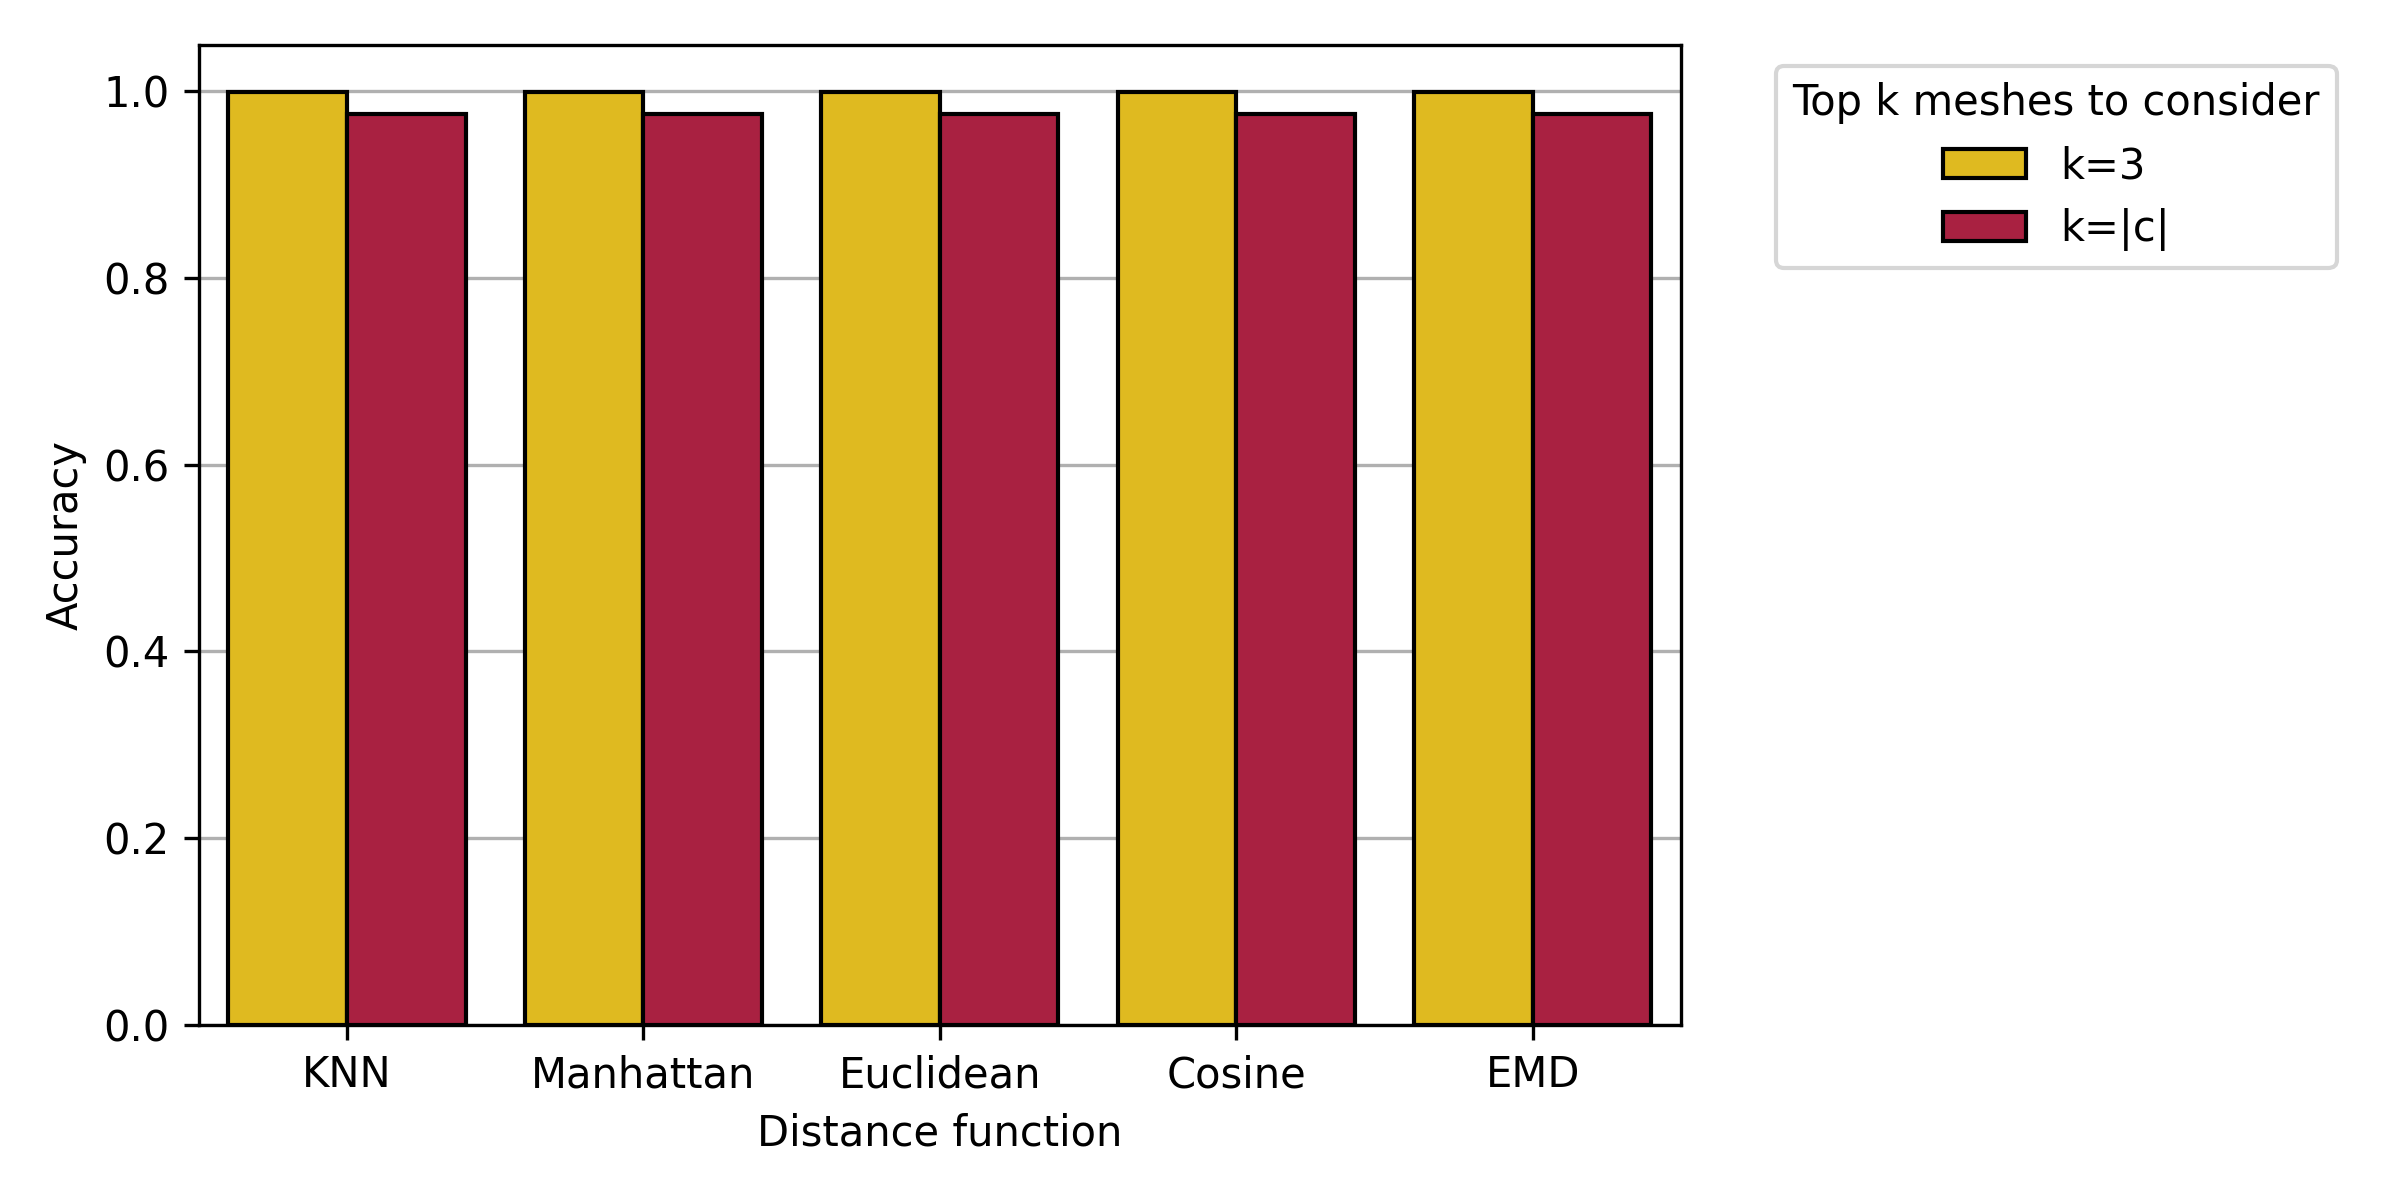 1.0
0.8
0.6
0.4
0.2
0.0
Accuracy
KNN
Manhattan
Euclidean
Cosine
EMD
Distance function
Top k meshes to consider
k=3
k=|c|